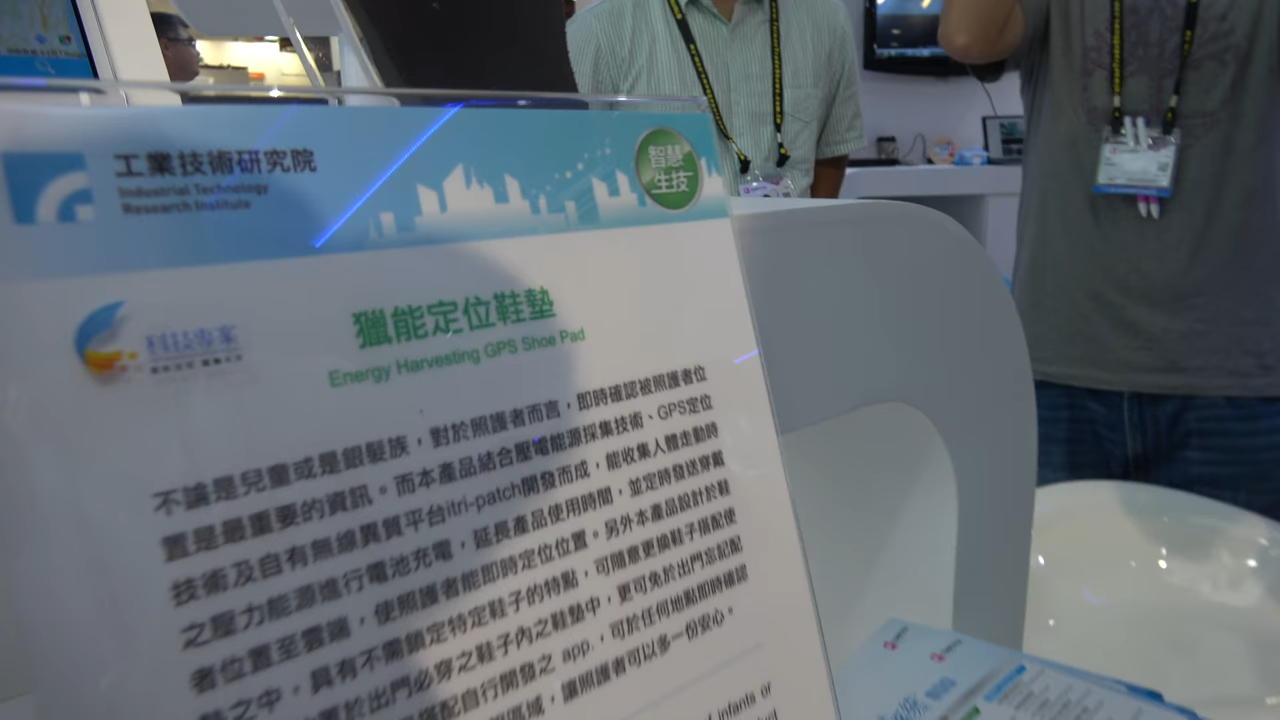 工業技術研究院
Industrial Technology
Research Institute
智慧
生技
科技專案
獵能定位鞋墊
Energy Harvesting GPS Shoe Pad
不論是兒童或是銀髮族，對於照護者而言，即時確認被照護者位
置是最重要的資訊。而本產品結合壓電能源採集技術、GPS定位
技術及自有無線異質平台itri-patch開發而成，能收集人體走動時
之壓力能源進行電池充電，延長產品使用時間，並定時發送穿戴
者位置至雲端，使照護者能即時定位位置。另外本產品設計於鞋
墊之中，具有不需鎖定特定鞋子的特點，可隨意更換鞋子搭配使
置於出門必穿之鞋子內之鞋墊中，更可免於出門忘記配
搭配自行開發之 app，可於任何地點即時確認
區域，讓照護者可以多一份安心。
infants or